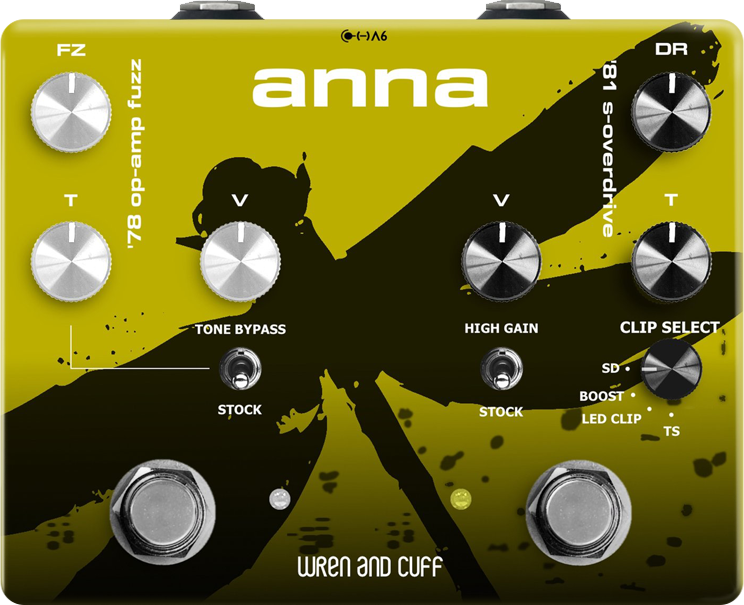 9V(-)
FZ
DR
anna
'78 op-amp fuzz
'81 s-overdrive
T
V
V
T
TONE BYPASS
HIGH GAIN
CLIP SELECT
SD
BOOST
LED CLIP
TS
STOCK
STOCK
wren and cuff